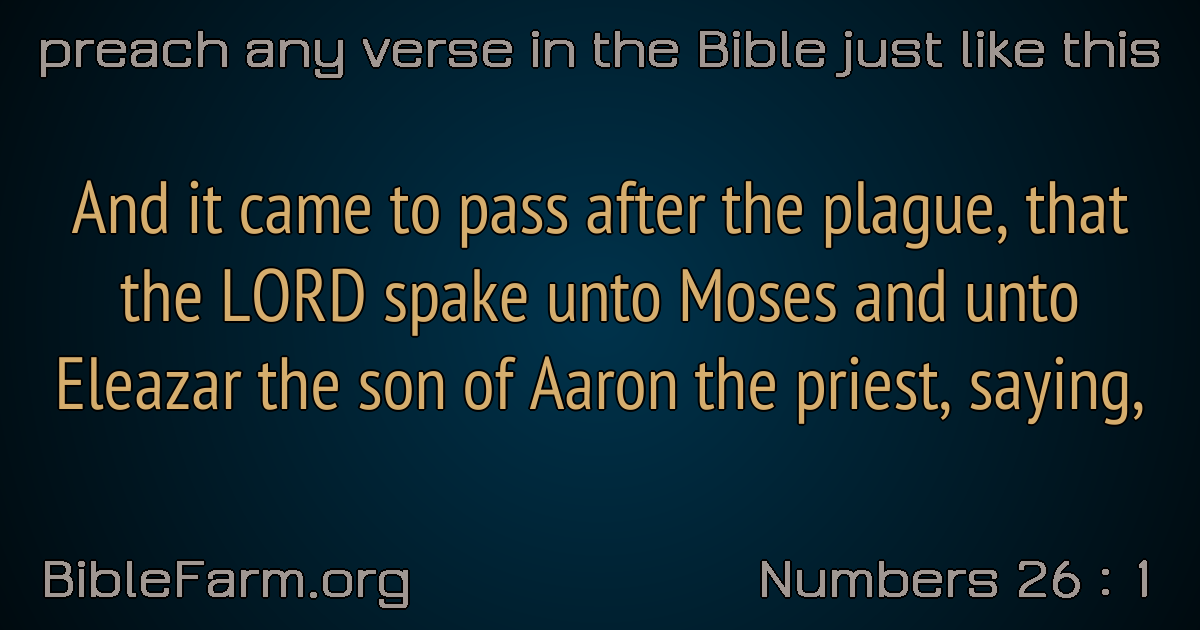 preach any verse in the Bible just like this
And it came to pass after the plague, that
the LORD spake unto Moses and unto
Eleazar the son of Aaron the priest, saying,
BibleFarm.org
Numbers 26 : 1